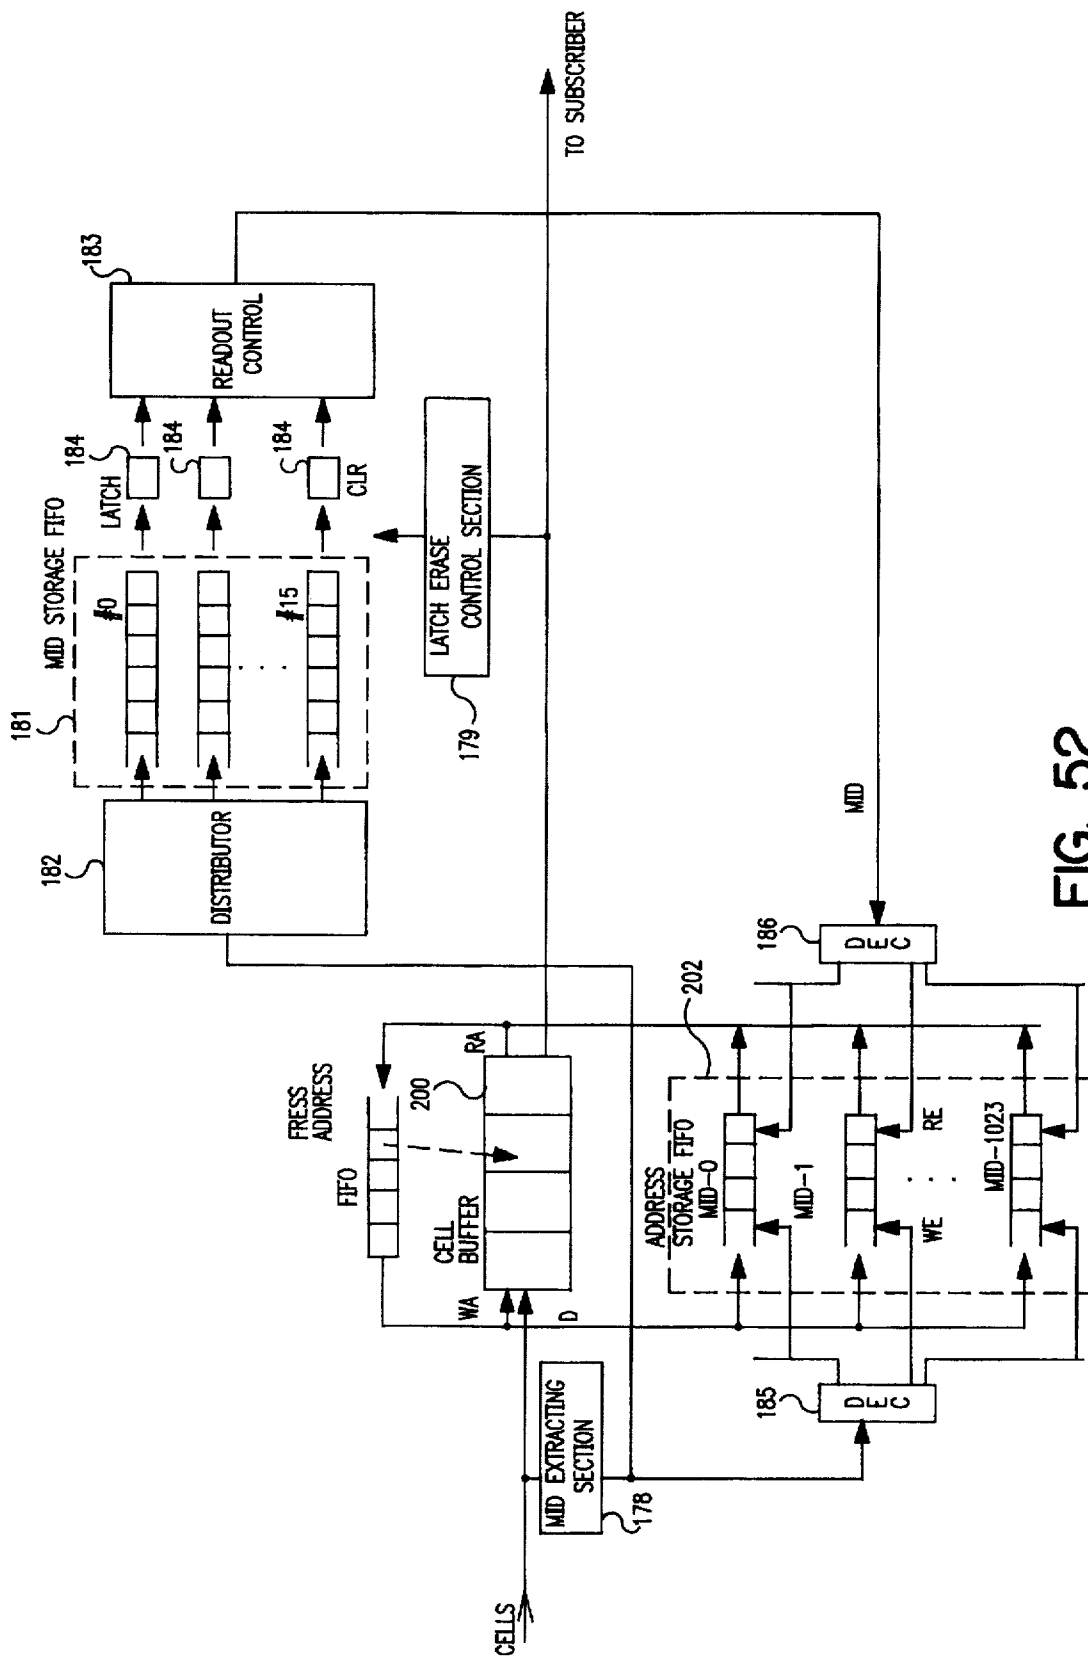 CELLS
MID EXTRACTING
SECTION
178
WA
D
FIFO
FRESS
ADDRESS
CELL
BUFFER
200
RA
182
DISTRIBUTOR
181
MID STORAGE FIFO
#0
. . .
#15
LATCH
184
184
184
CLR
183
READOUT
CONTROL
LATCH ERASE
CONTROL SECTION
179
TO SUBSCRIBER
185
DEC
ADDRESS
STORAGE FIFO
MID-0
MID-1
WE
RE
. . .
MID-1023
202
186
DEC
MID
FIG. 52